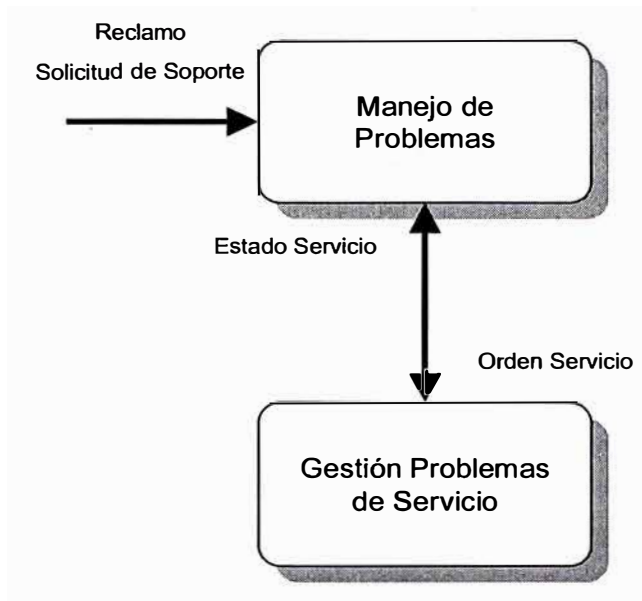 Reclamo
Solicitud de Soporte
Manejo de
Problemas
Estado Servicio
Orden Servicio
Gestión Problemas
de Servicio